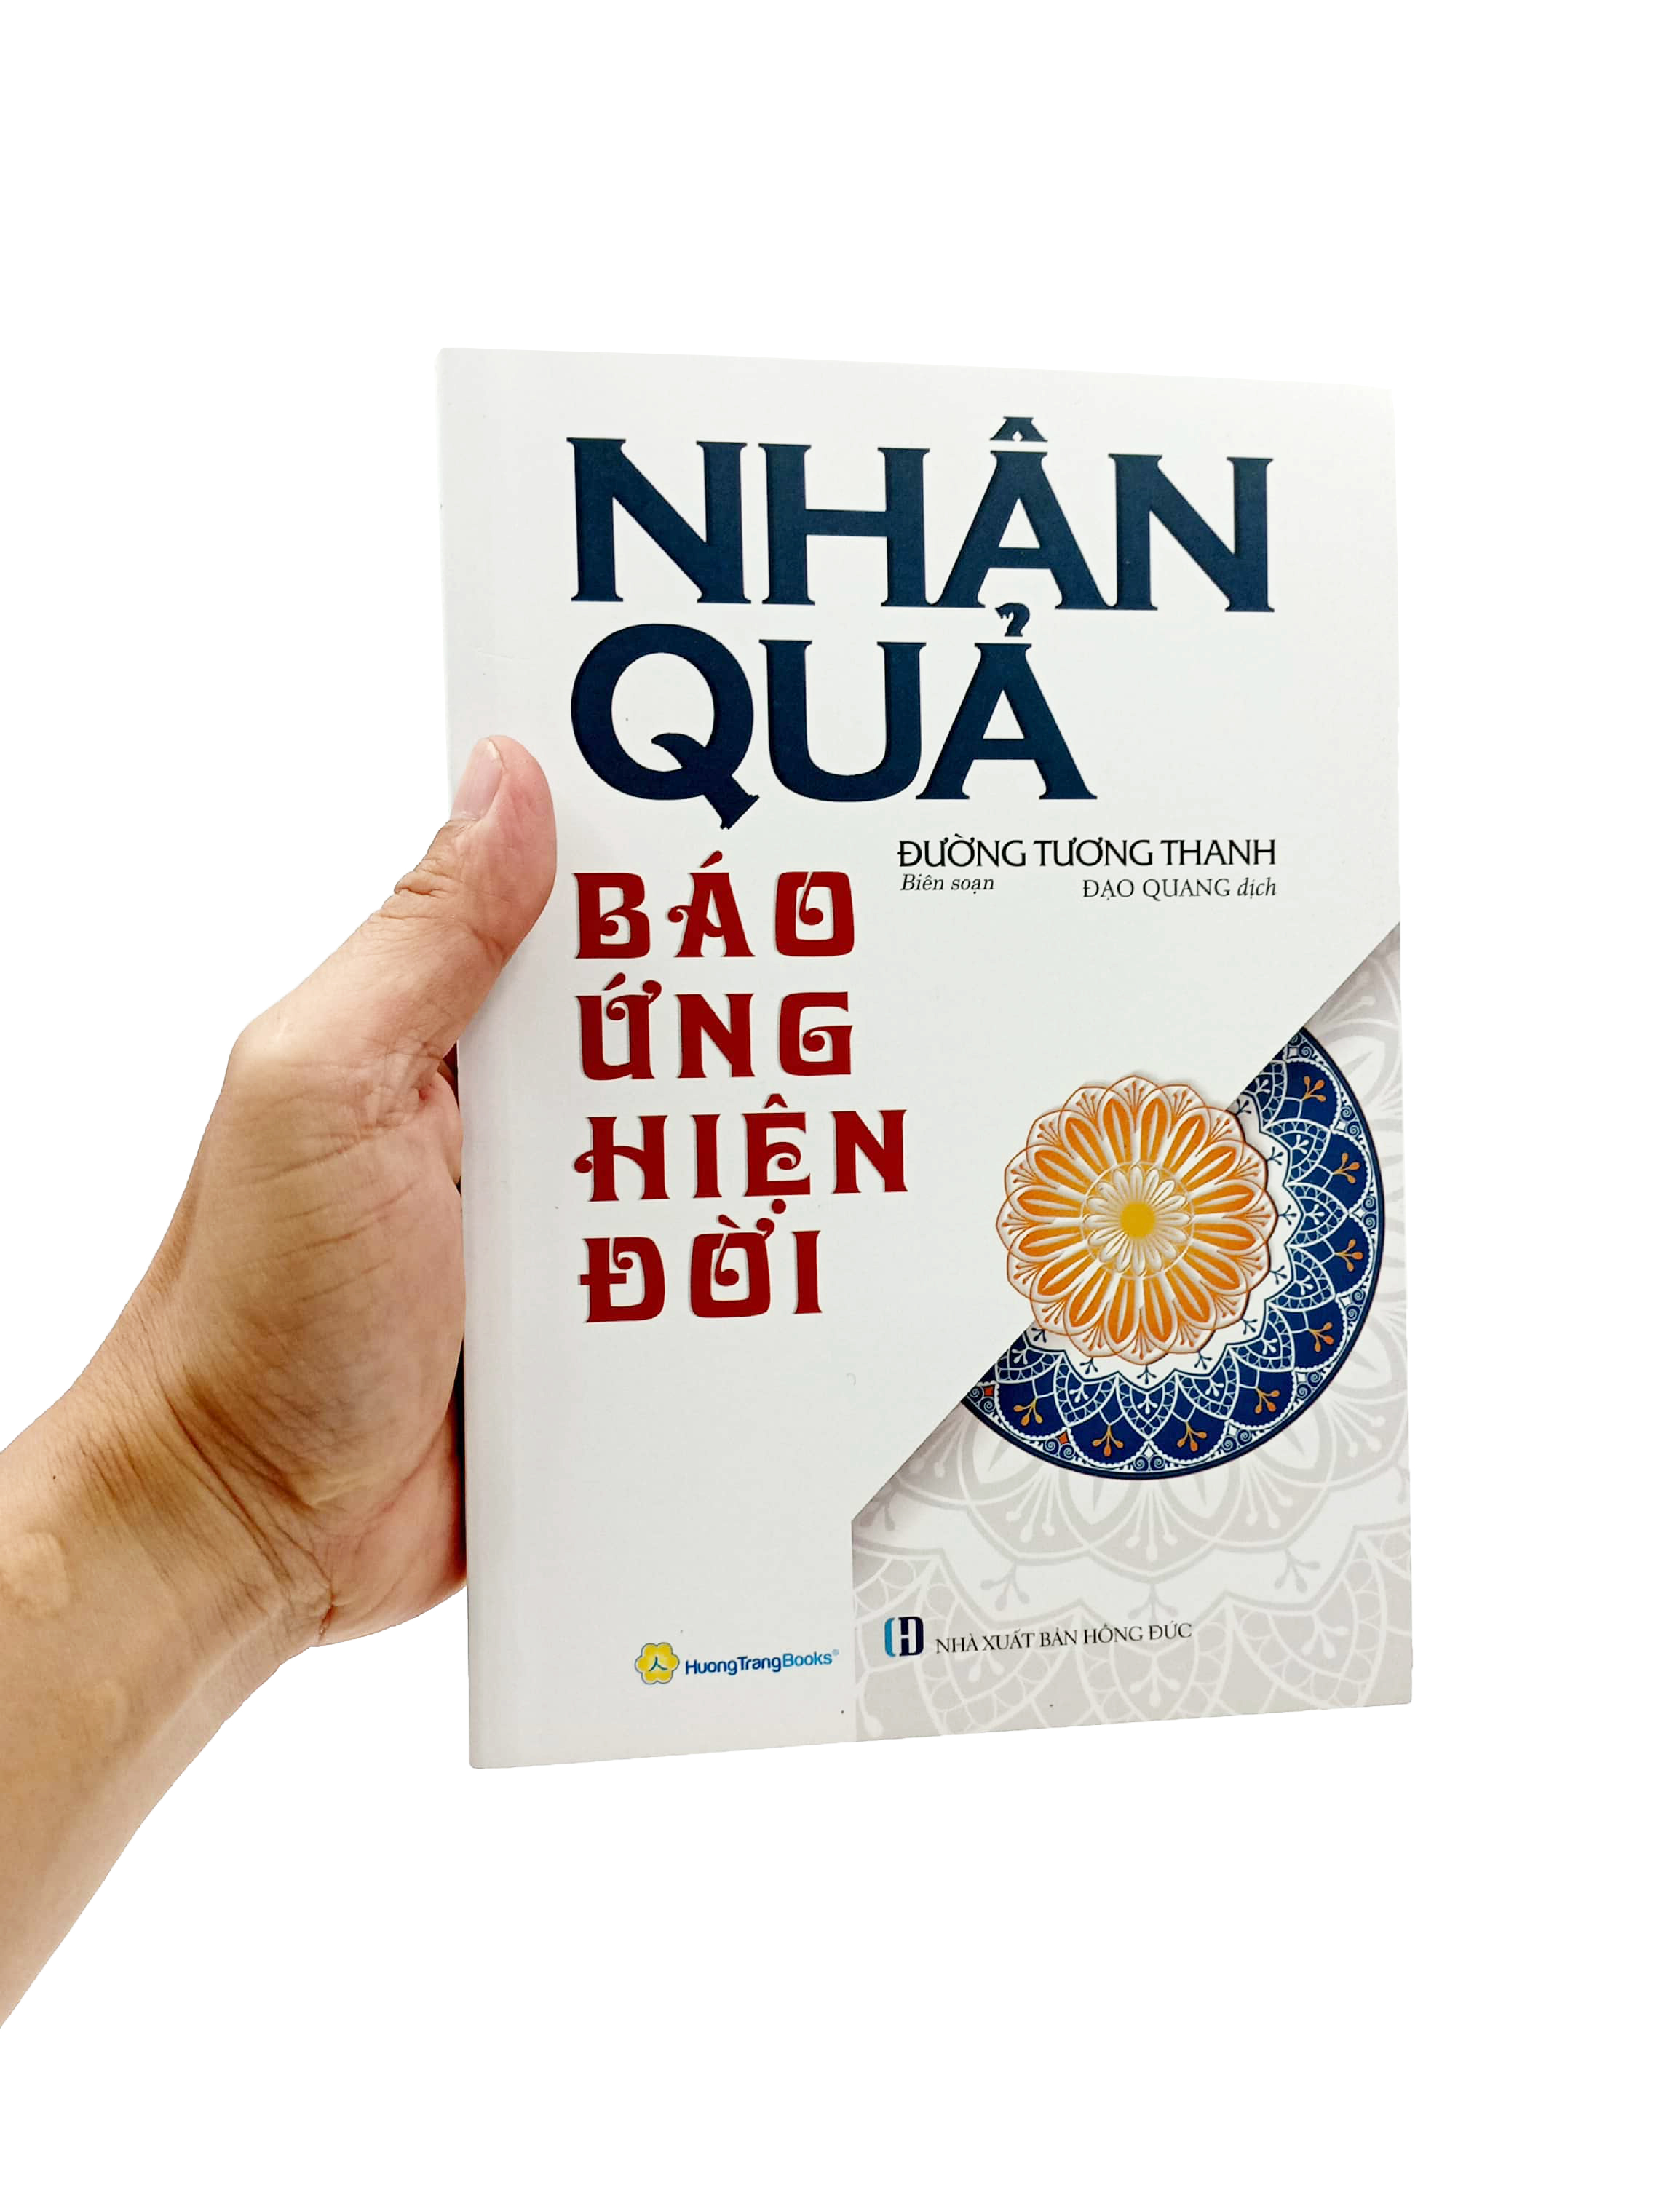 NHÂN
QUẢ
ĐƯỜNG TƯƠNG THANH
Biên soạn
ĐẠO QUANG dịch
BÁO
ỨNG
HIỆN
ĐỜI
HuongTrangBooks®
NHÀ XUẤT BẢN HỒNG ĐỨC